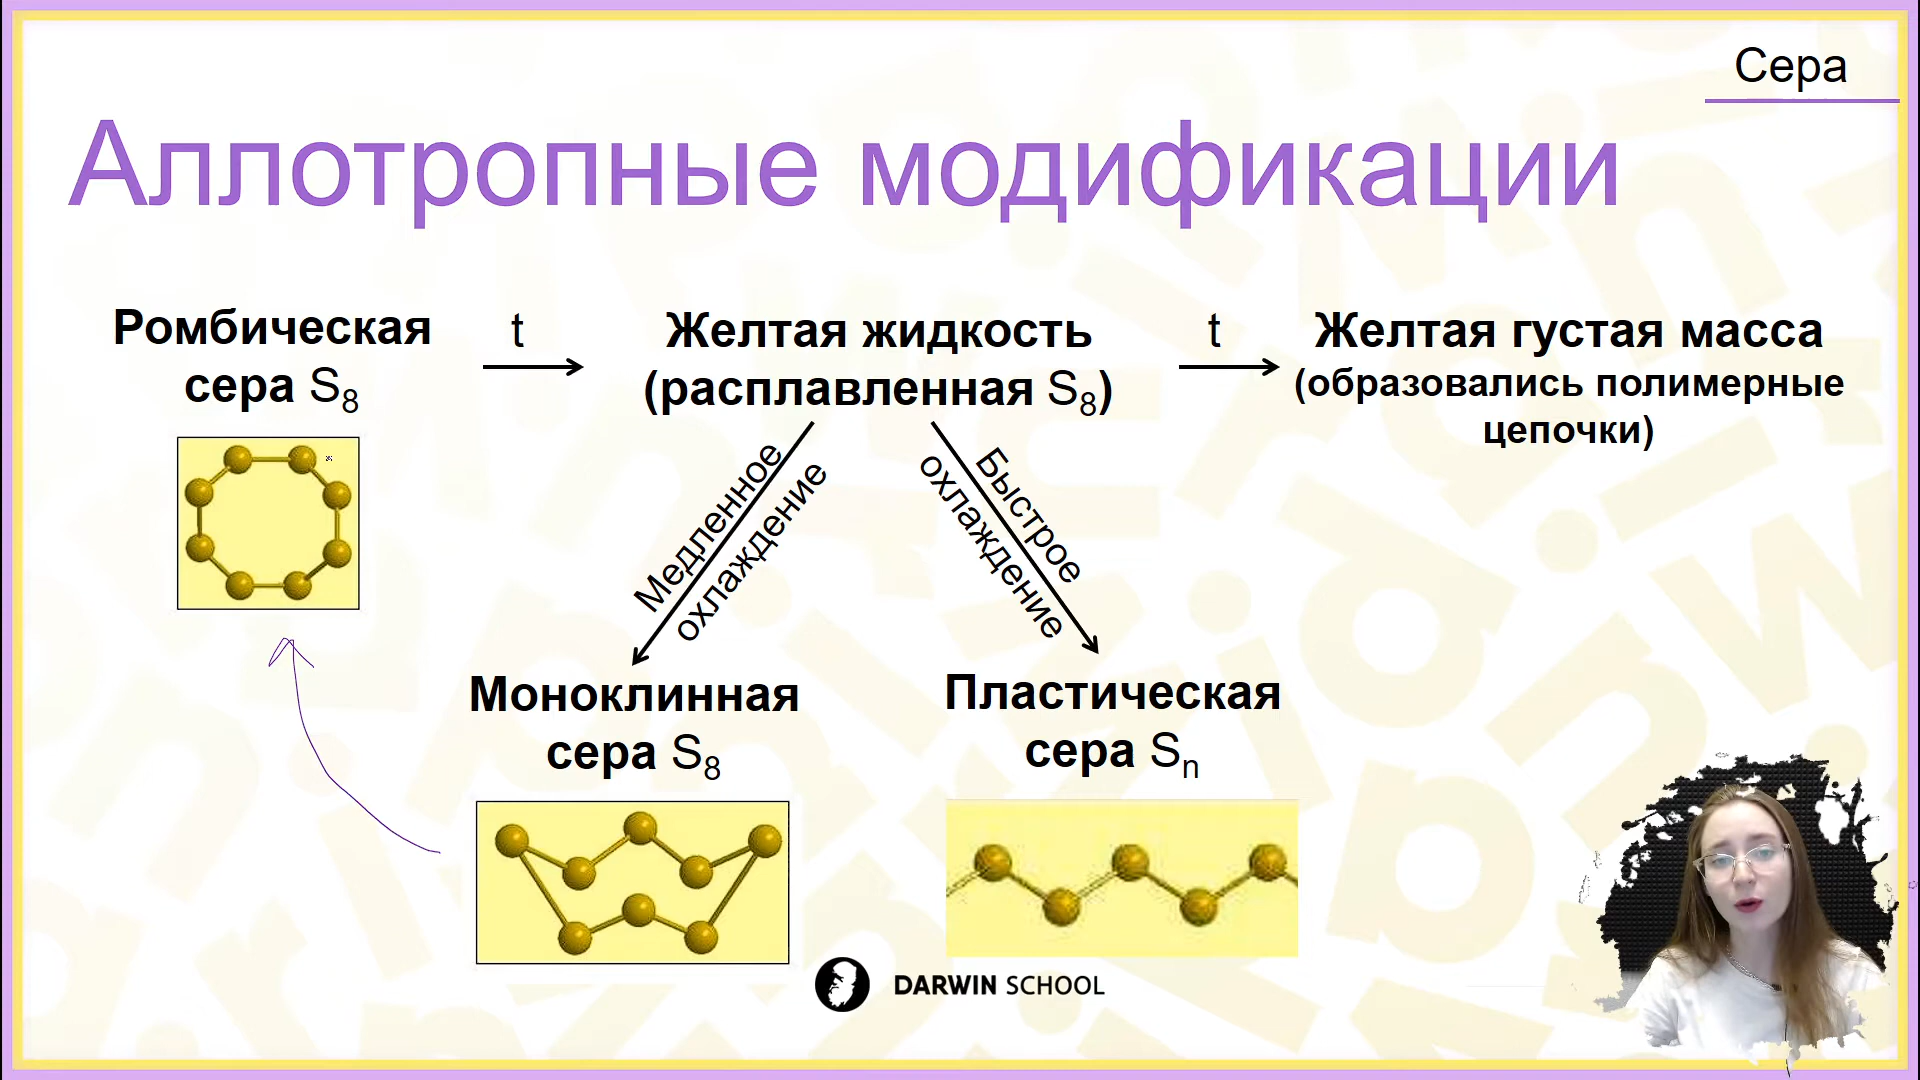 Сера
Аллотропные модификации
Ромбическая
сера S₈
t
Желтая жидкость
(расплавленная S₈)
t
Желтая густая масса
(образовались полимерные
цепочки)
Медленное
охлаждение
Быстрое
охлаждение
Моноклинная
сера S₈
Пластическая
сера Sₙ
DARWIN SCHOOL